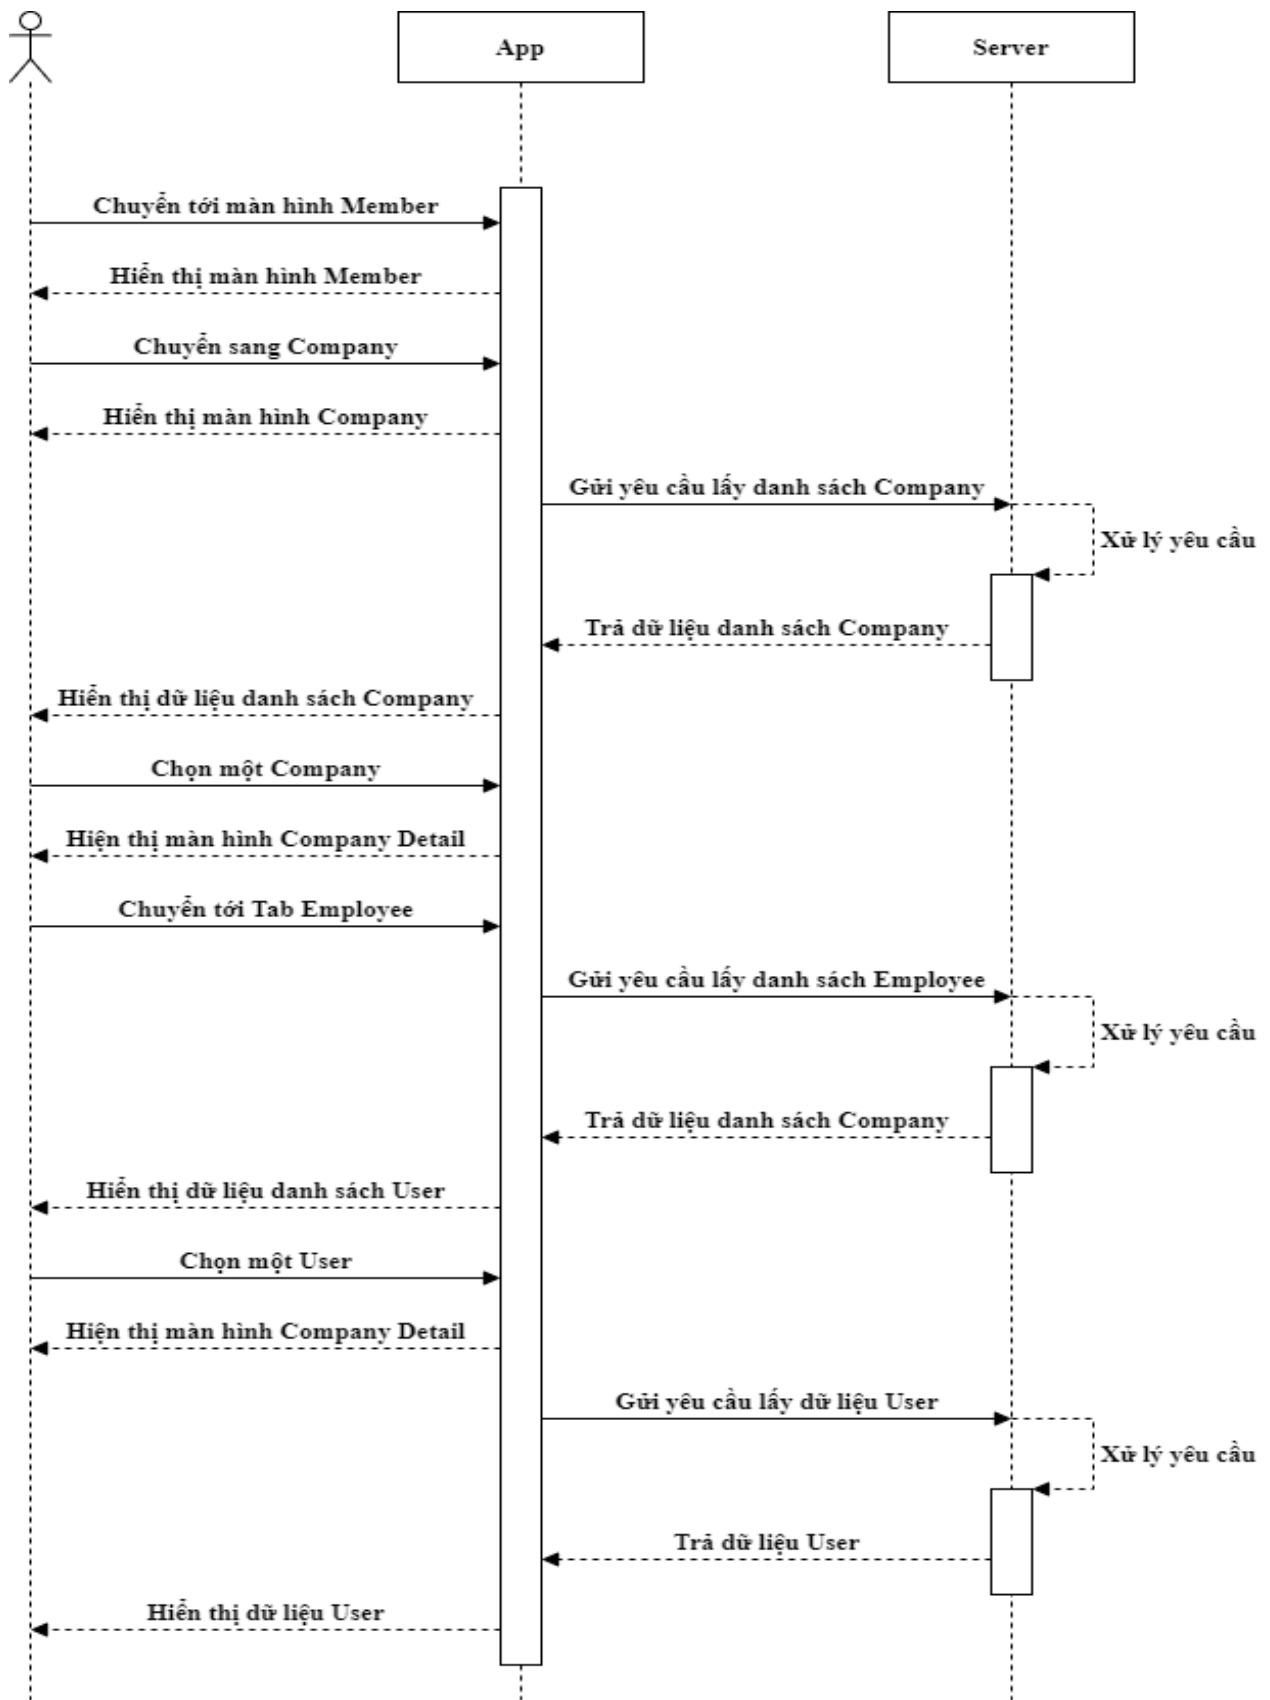 App
Server
Chuyển tới màn hình Member
Hiển thị màn hình Member
Chuyển sang Company
Hiển thị màn hình Company
Gửi yêu cầu lấy danh sách Company
Xử lý yêu cầu
Trả dữ liệu danh sách Company
Hiển thị dữ liệu danh sách Company
Chọn một Company
Hiện thị màn hình Company Detail
Chuyển tới Tab Employee
Gửi yêu cầu lấy danh sách Employee
Xử lý yêu cầu
Trả dữ liệu danh sách Company
Hiển thị dữ liệu danh sách User
Chọn một User
Hiện thị màn hình Company Detail
Gửi yêu cầu lấy dữ liệu User
Xử lý yêu cầu
Trả dữ liệu User
Hiển thị dữ liệu User